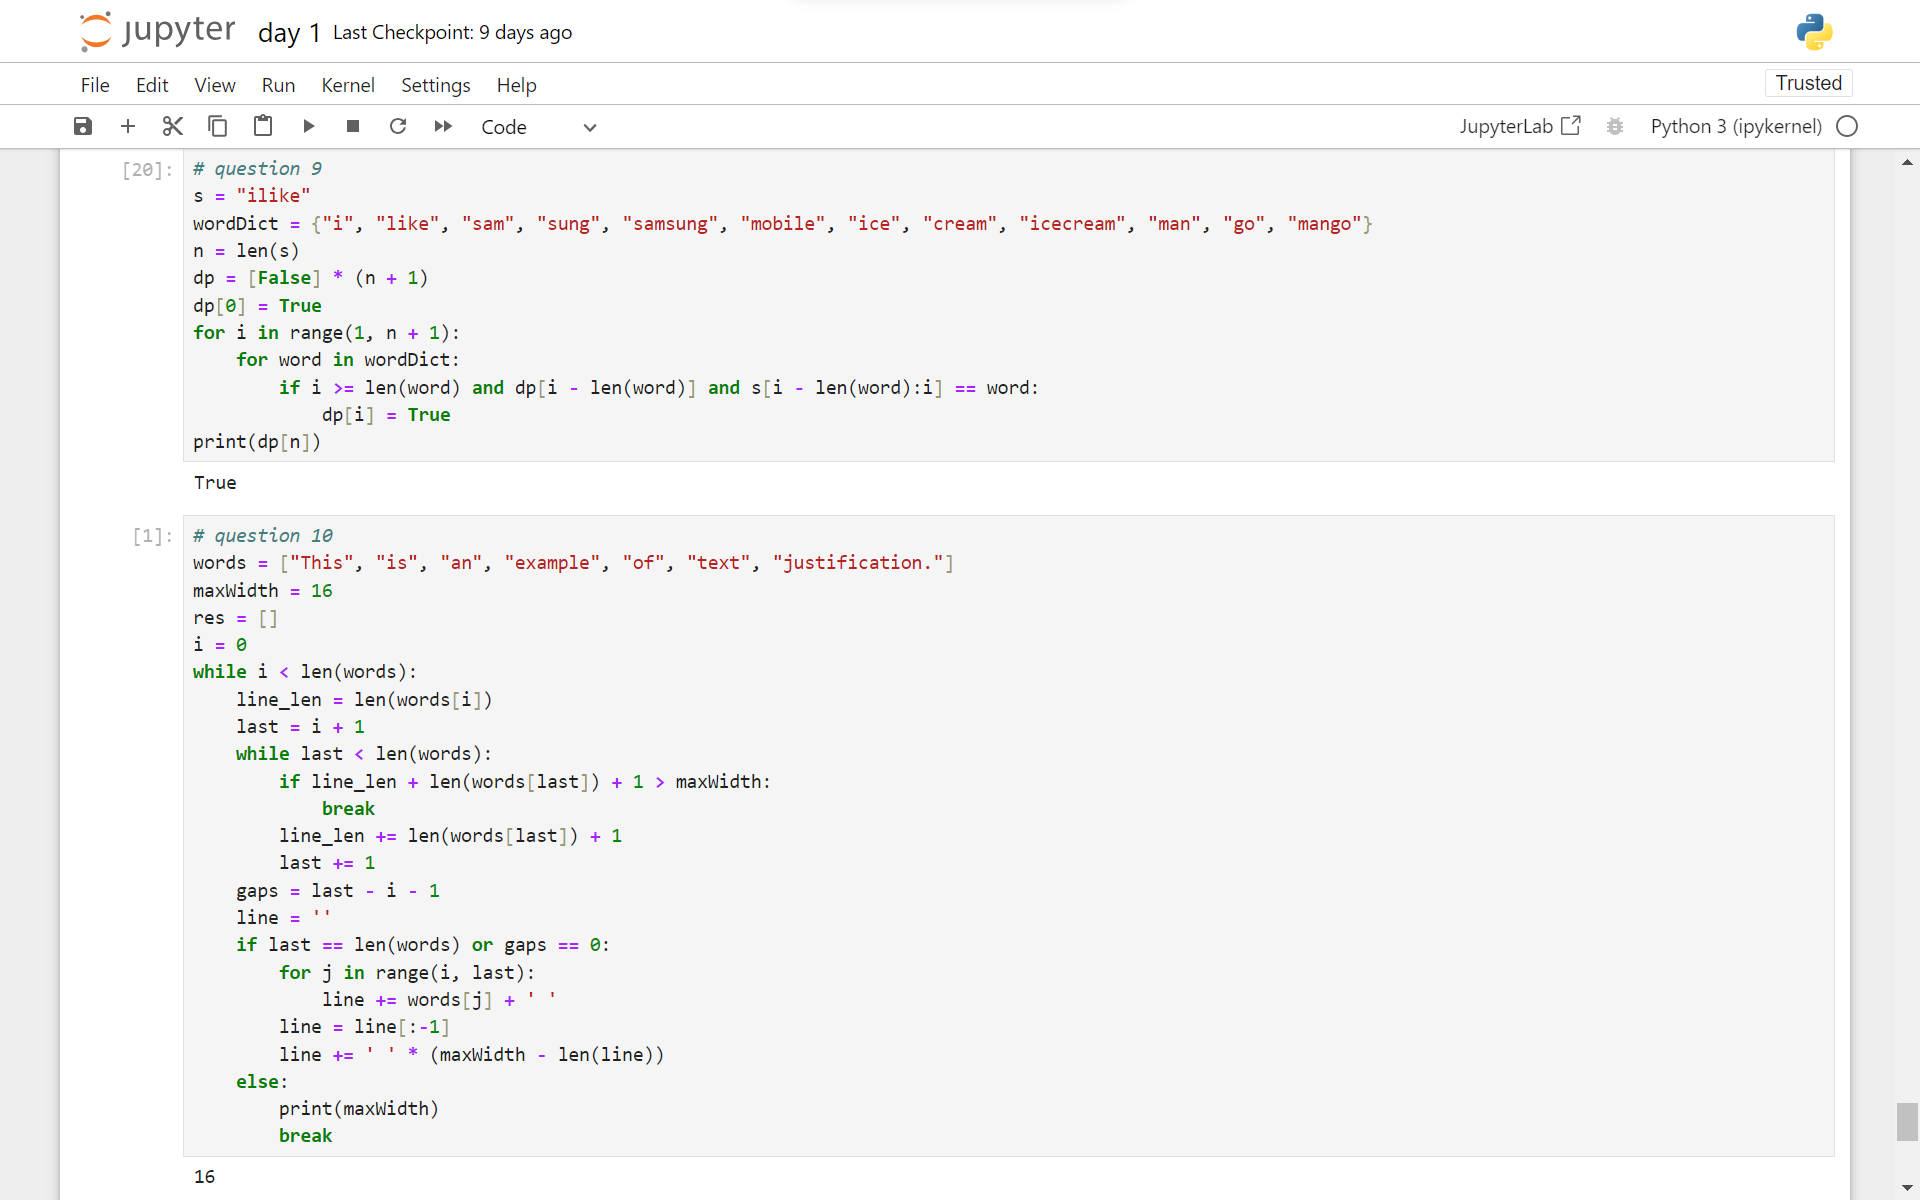 jupyter day 1 Last Checkpoint: 9 days ago
File Edit View Run Kernel Settings Help Trusted
Code JupyterLab Python 3 (ipykernel)
[20]: # question 9
s = "ilike"
wordDict = {"i", "like", "sam", "sung", "samsung", "mobile", "ice", "cream", "icecream", "man", "go", "mango"}
n = len(s)
dp = [False] * (n + 1)
dp[0] = True
for i in range(1, n + 1):
    for word in wordDict:
        if i >= len(word) and dp[i - len(word)] and s[i - len(word):i] == word:
            dp[i] = True
print(dp[n])
True
[1]: # question 10
words = ["This", "is", "an", "example", "of", "text", "justification."]
maxWidth = 16
res = []
i = 0
while i < len(words):
    line_len = len(words[i])
    last = i + 1
    while last < len(words):
        if line_len + len(words[last]) + 1 > maxWidth:
            break
        line_len += len(words[last]) + 1
        last += 1
    gaps = last - i - 1
    line = ''
    if last == len(words) or gaps == 0:
        for j in range(i, last):
            line += words[j] + ' '
        line = line[:-1]
        line += ' ' * (maxWidth - len(line))
    else:
        print(maxWidth)
        break
16